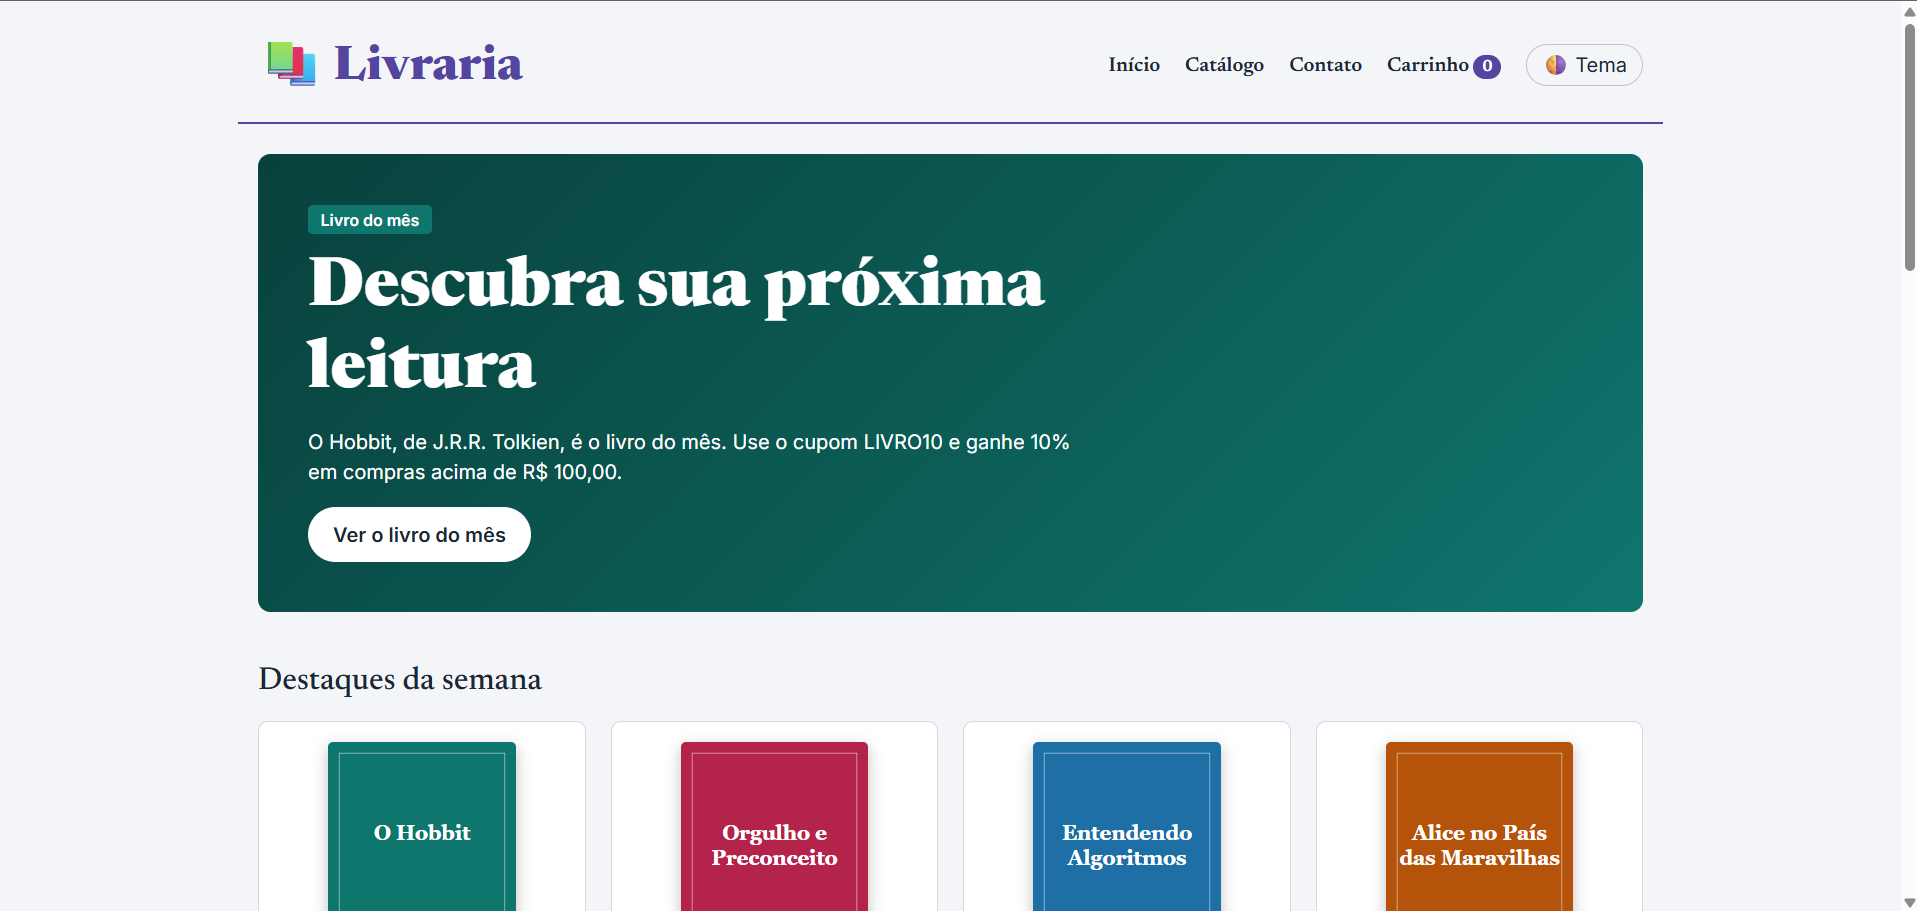 Livraria
Início
Catálogo
Contato
Carrinho 0
Tema
Livro do mês
Descubra sua próxima
leitura
O Hobbit, de J.R.R. Tolkien, é o livro do mês. Use o cupom LIVRO10 e ganhe 10%
em compras acima de R$ 100,00.
Ver o livro do mês
Destaques da semana
O Hobbit
Orgulho e
Preconceito
Entendendo
Algoritmos
Alice no País
das Maravilhas